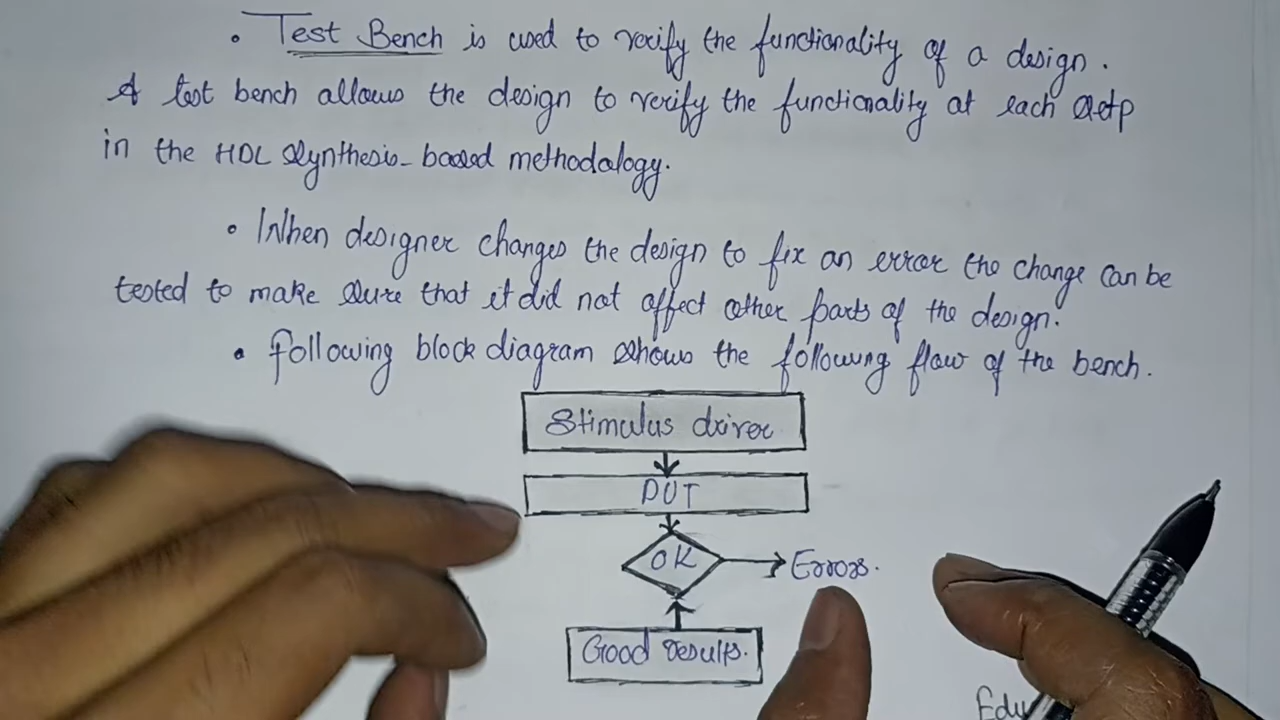 • Test Bench is used to verify the functionality of a design.
A test bench allows the design to verify the functionality at each step
in the HDL synthesis-based methodalogy.
• When designer changes the design to fix an error the change can be
tested to make sure that it did not affect other parts of the design.
• Following block diagram shows the following flow of the bench.
Stimulus driver
DUT
OK
Errors.
Good results.
Edu